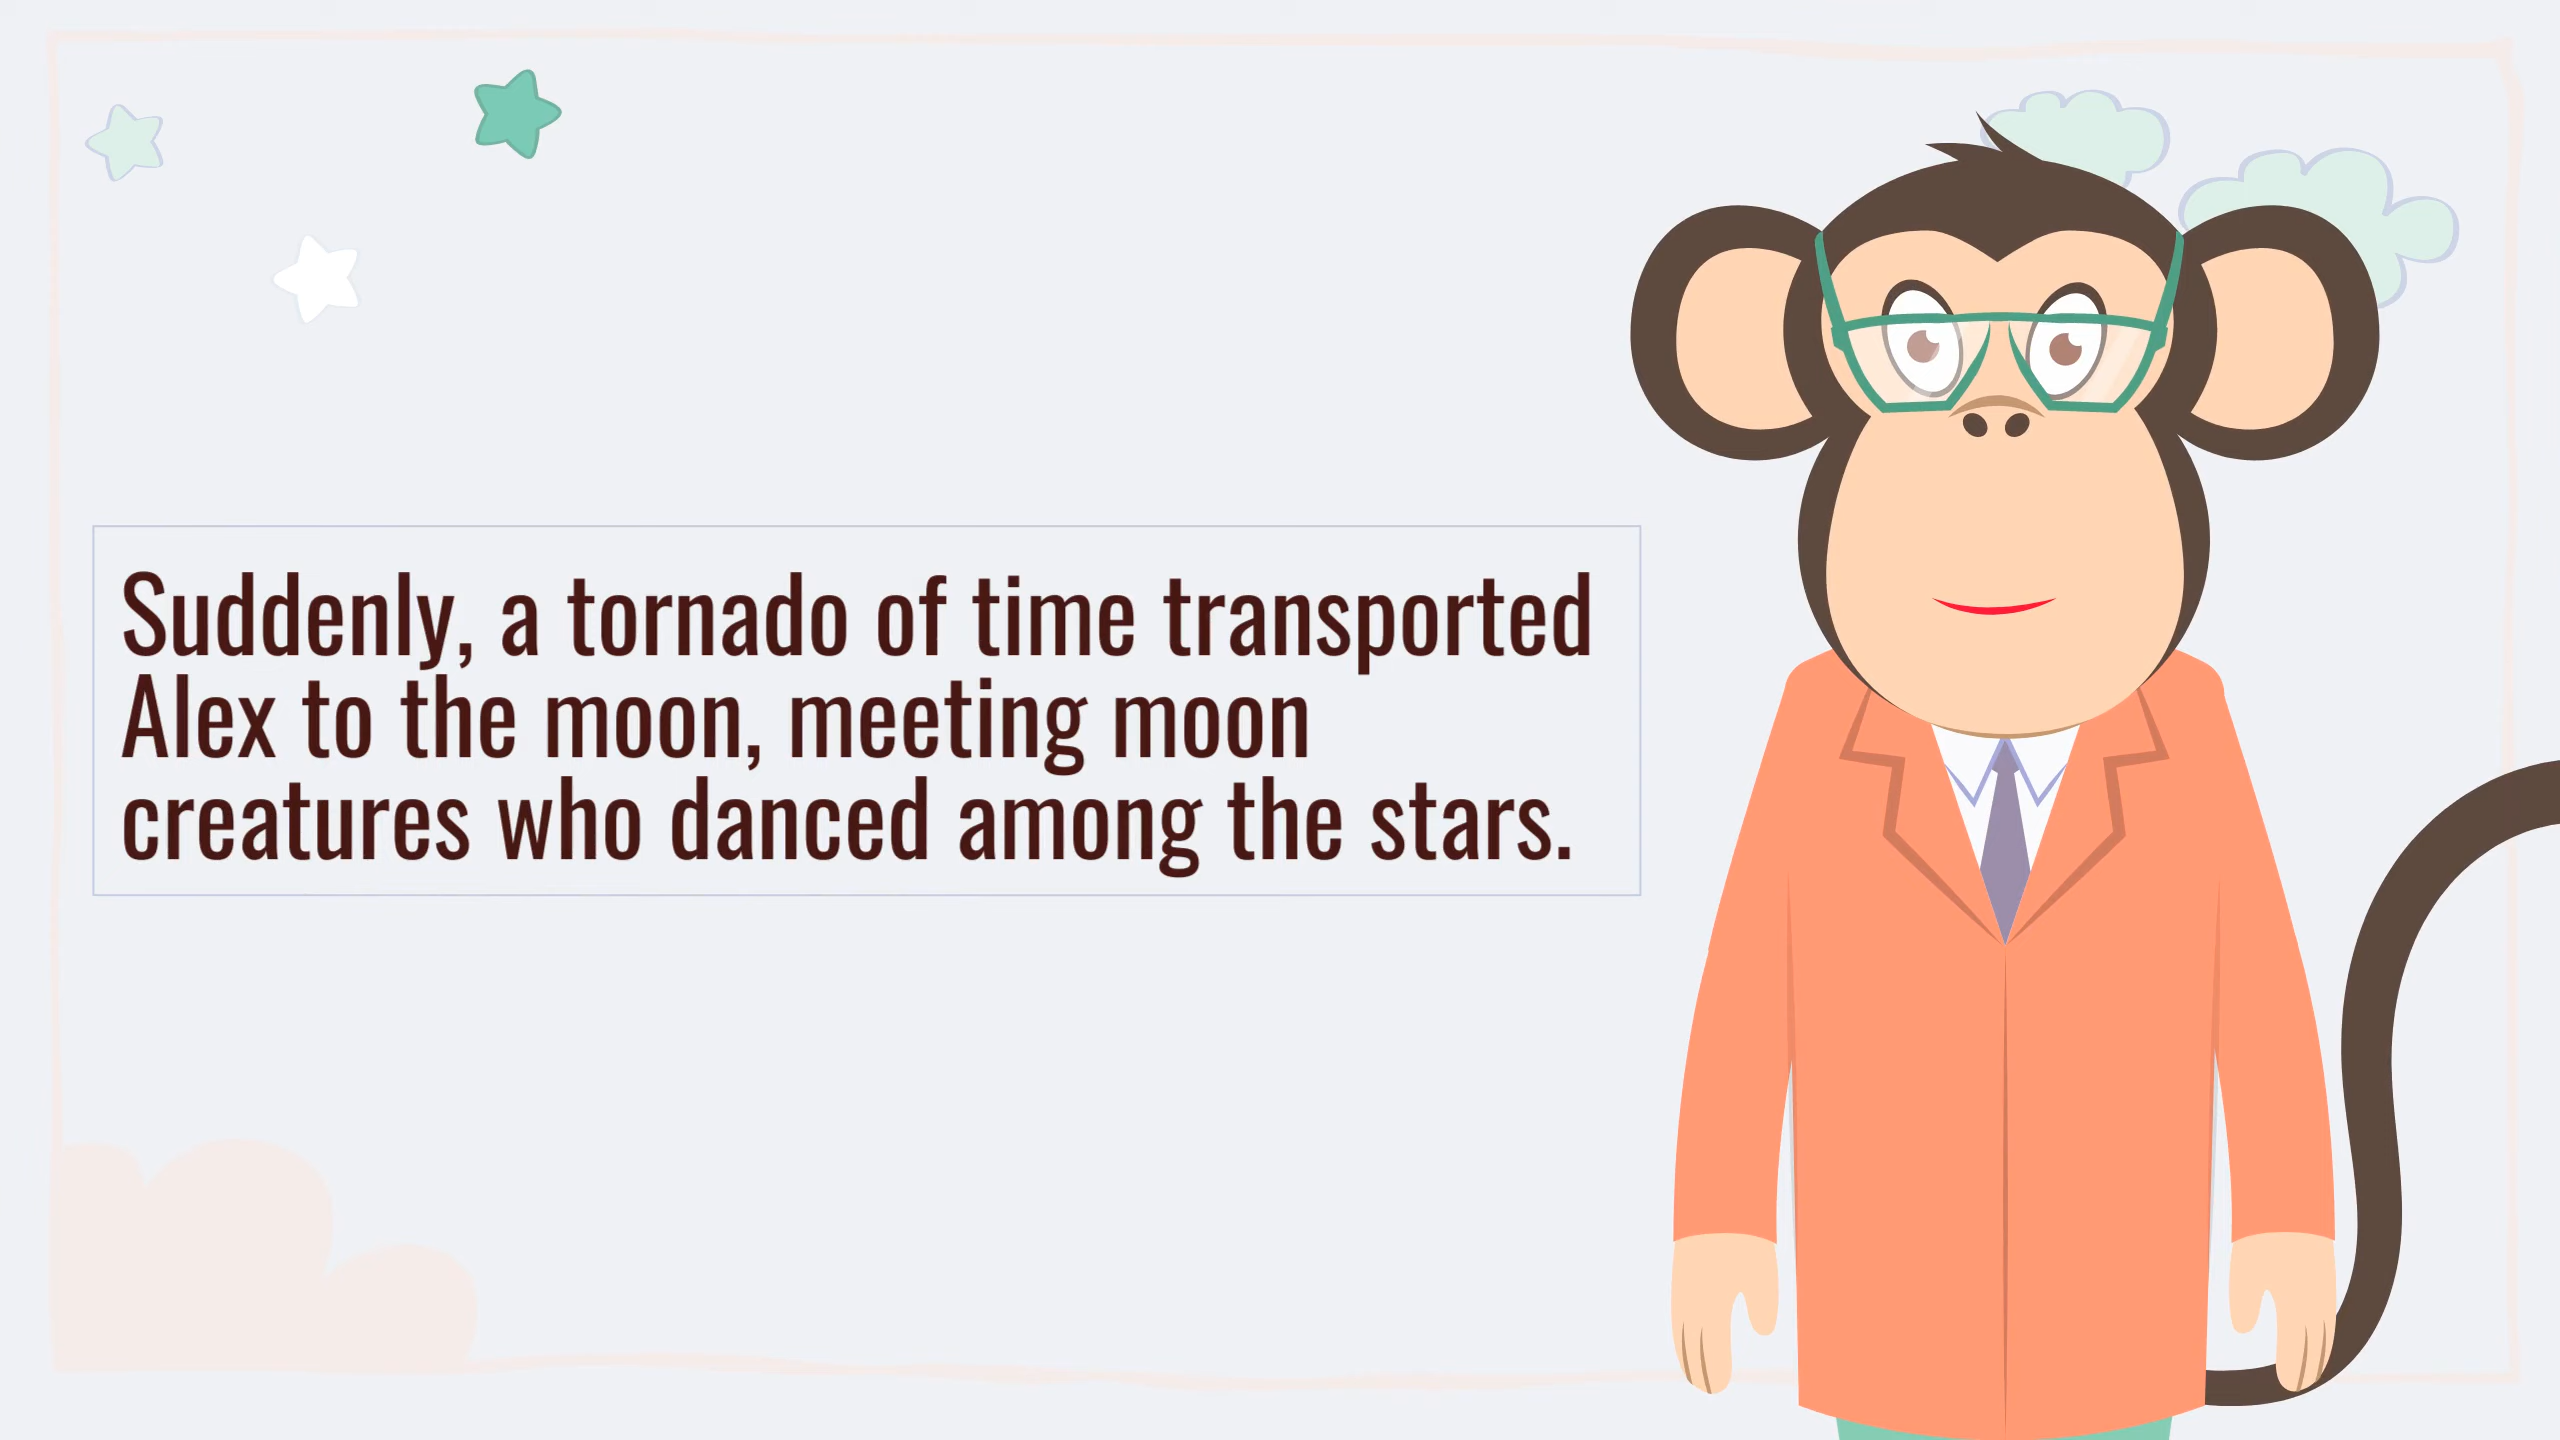 Suddenly, a tornado of time transported
Alex to the moon, meeting moon
creatures who danced among the stars.